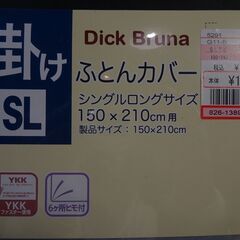 掛け
SL
Dick Bruna
ふとんカバー
シングルロングサイズ
150×210cm用
製品サイズ：150×210cm
YKK
YKK
ファスナー使用
6ヶ所ヒモ付